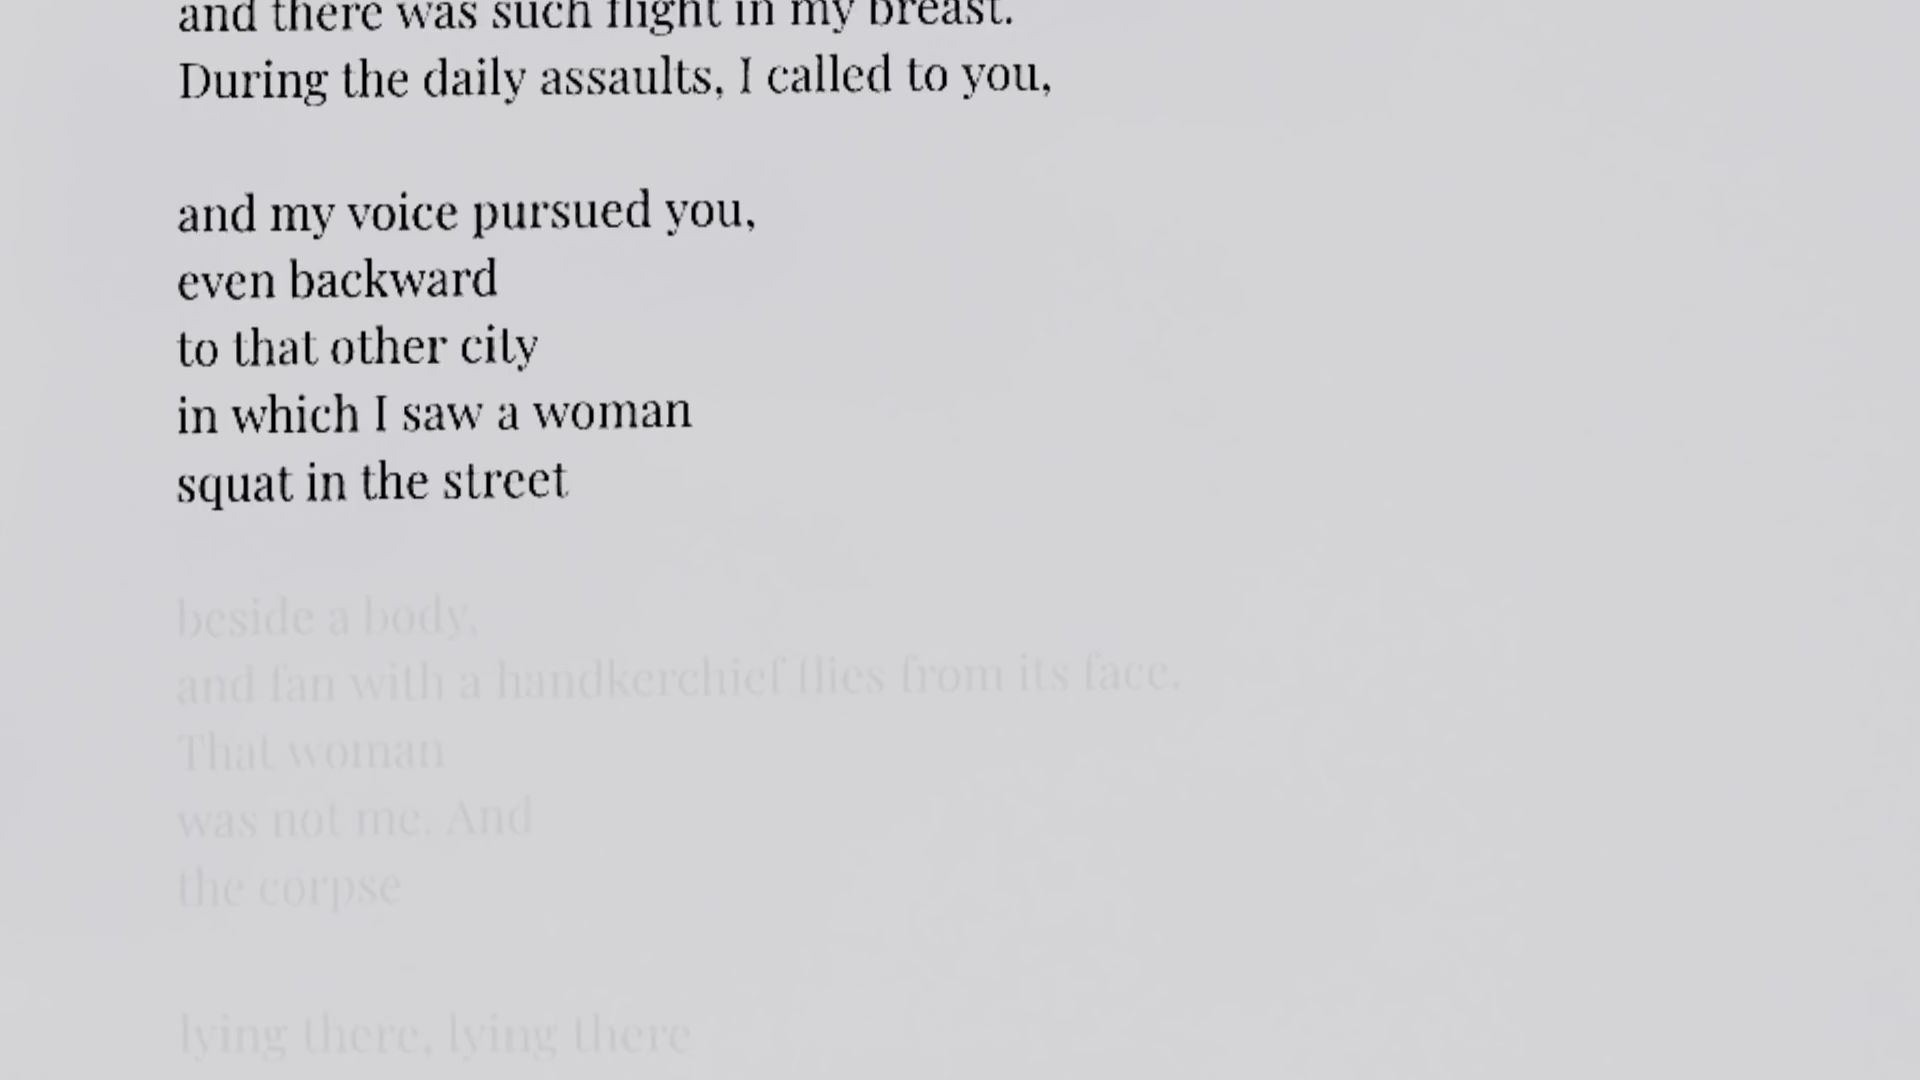 and there was such flight in my breast.
During the daily assaults, I called to you,
and my voice pursued you,
even backward
to that other city
in which I saw a woman
squat in the street
beside a body,
and fan with a handkerchief flies from its face.
That woman
was not me. And
the corpse
lying there, lying there